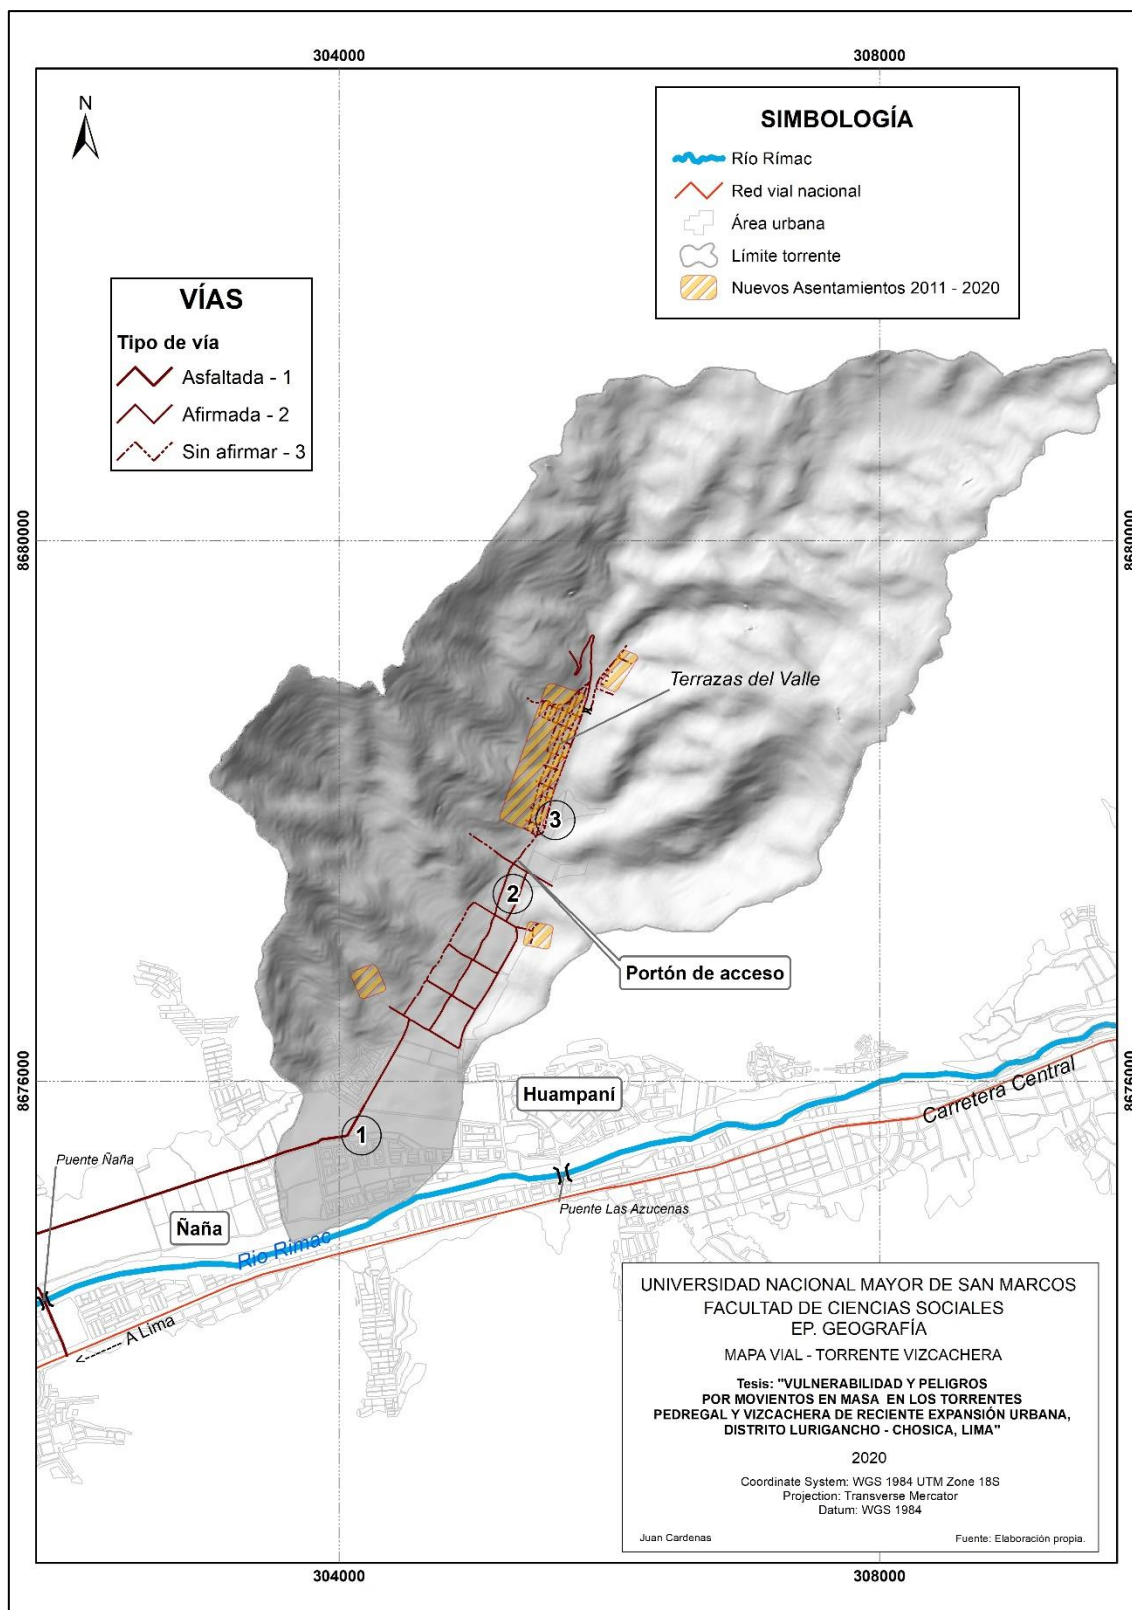 304000
308000
N
SIMBOLOGÍA
Río Rímac
Red vial nacional
Área urbana
Límite torrente
Nuevos Asentamientos 2011 - 2020
VÍAS
Tipo de vía
Asfaltada - 1
Afirmada - 2
Sin afirmar - 3
8680000
8680000
Terrazas del Valle
3
2
Portón de acceso
8676000
8676000
Huampaní
Carretera Central
1
Puente Ñaña
Puente Las Azucenas
Ñaña
Rio Rimac
A Lima
UNIVERSIDAD NACIONAL MAYOR DE SAN MARCOS
FACULTAD DE CIENCIAS SOCIALES
EP. GEOGRAFÍA
MAPA VIAL - TORRENTE VIZCACHERA
Tesis: "VULNERABILIDAD Y PELIGROS
POR MOVIENTOS EN MASA EN LOS TORRENTES
PEDREGAL Y VIZCACHERA DE RECIENTE EXPANSIÓN URBANA,
DISTRITO LURIGANCHO - CHOSICA, LIMA"
2020
Coordinate System: WGS 1984 UTM Zone 18S
Projection: Transverse Mercator
Datum: WGS 1984
Juan Cardenas
Fuente: Elaboración propia.
304000
308000